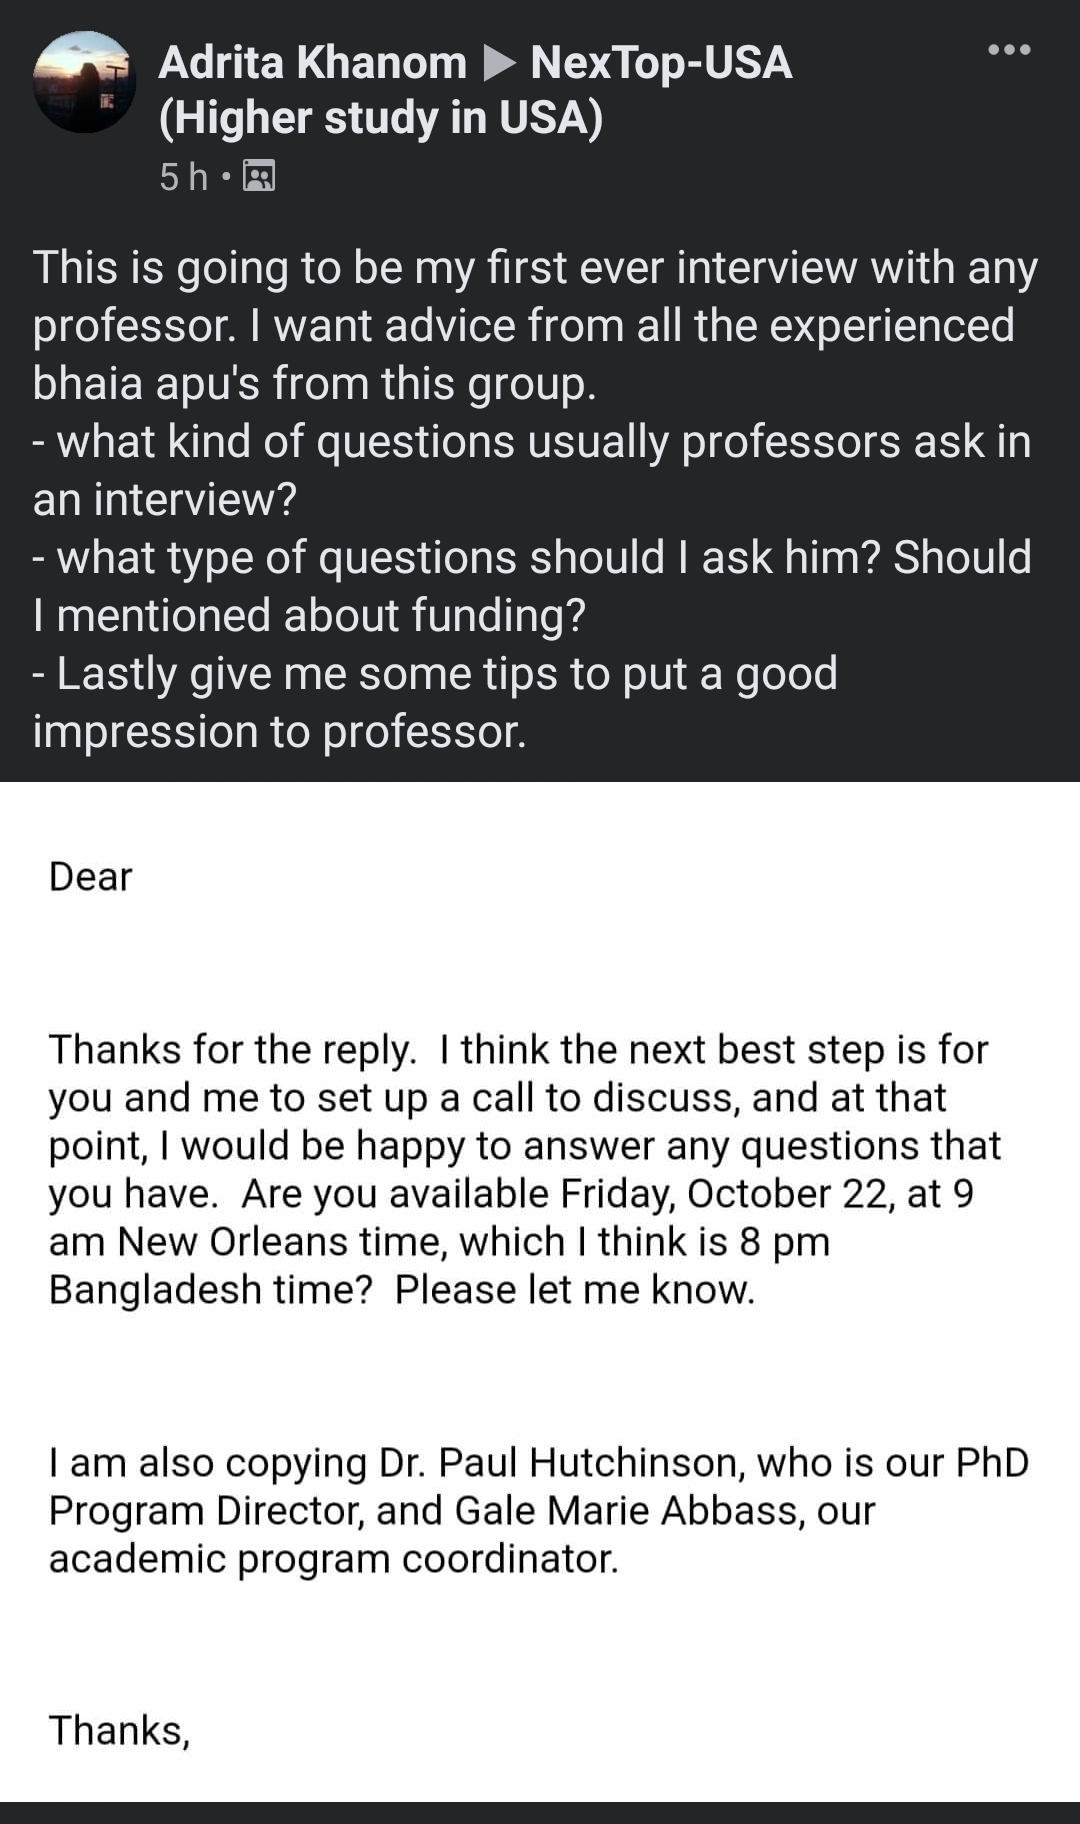 Adrita Khanom ▶ NexTop-USA
(Higher study in USA)
5 h •
This is going to be my first ever interview with any
professor. I want advice from all the experienced
bhaia apu's from this group.
- what kind of questions usually professors ask in
an interview?
- what type of questions should I ask him? Should
I mentioned about funding?
- Lastly give me some tips to put a good
impression to professor.
Dear
Thanks for the reply.  I think the next best step is for
you and me to set up a call to discuss, and at that
point, I would be happy to answer any questions that
you have.  Are you available Friday, October 22, at 9
am New Orleans time, which I think is 8 pm
Bangladesh time?  Please let me know.
I am also copying Dr. Paul Hutchinson, who is our PhD
Program Director, and Gale Marie Abbass, our
academic program coordinator.
Thanks,